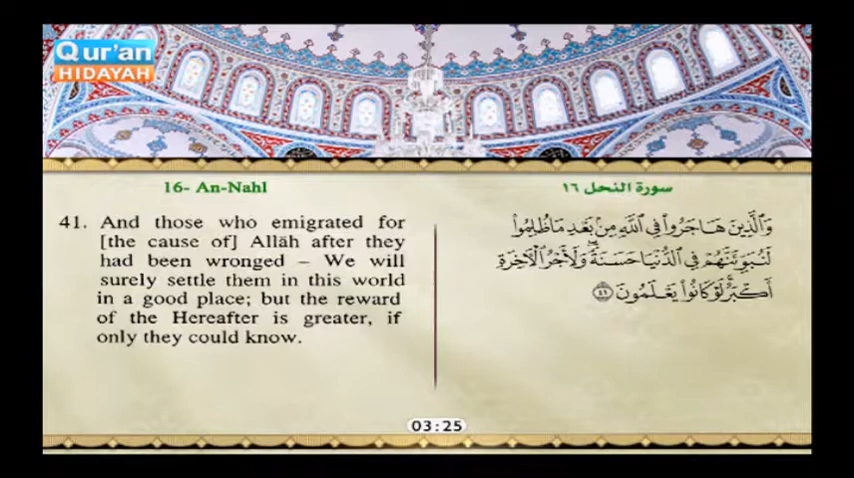 Qur'an
HIDAYAH
16- An-Nahl
سورة النحل ١٦
41. And those who emigrated for
[the cause of] Allāh after they
had been wronged – We will
surely settle them in this world
in a good place; but the reward
of the Hereafter is greater, if
only they could know.
وَالَّذِينَ هَاجَرُوا فِي اللَّهِ مِنْ بَعْدِ مَا ظُلِمُوا
لَنُبَوِّئَنَّهُمْ فِي الدُّنْيَا حَسَنَةً ۖ وَلَأَجْرُ الْآخِرَةِ
أَكْبَرُ ۚ لَوْ كَانُوا يَعْلَمُونَ ٤١
03:25